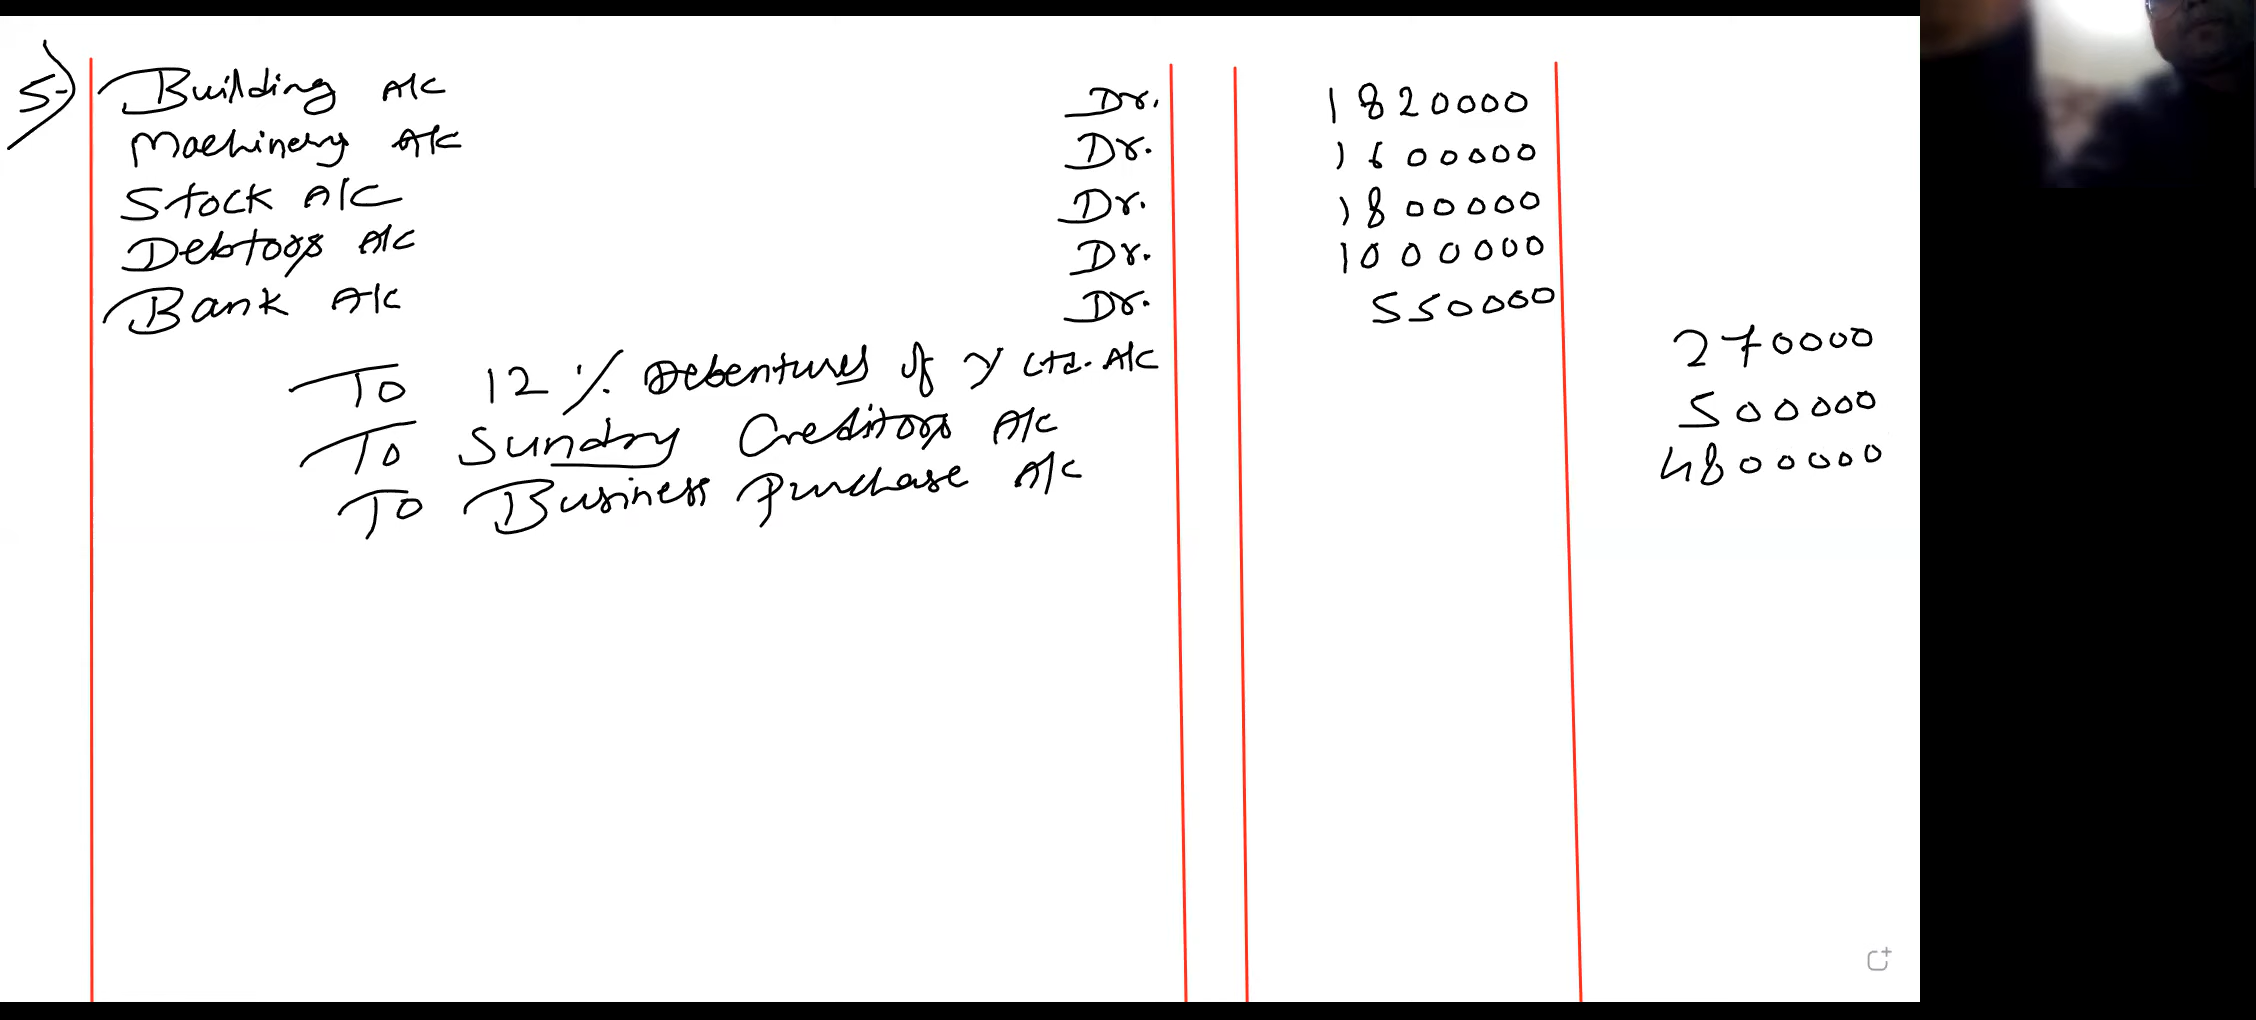 5) Building A/c Dr. 1820000
Machinery A/c Dr. 1600000
Stock A/c Dr. 1800000
Debtors A/c Dr. 1000000
Bank A/c Dr. 550000
To 12% Debentures of Y Ltd. A/c 270000
To Sundry Creditors A/c 500000
To Business Purchase A/c 4800000